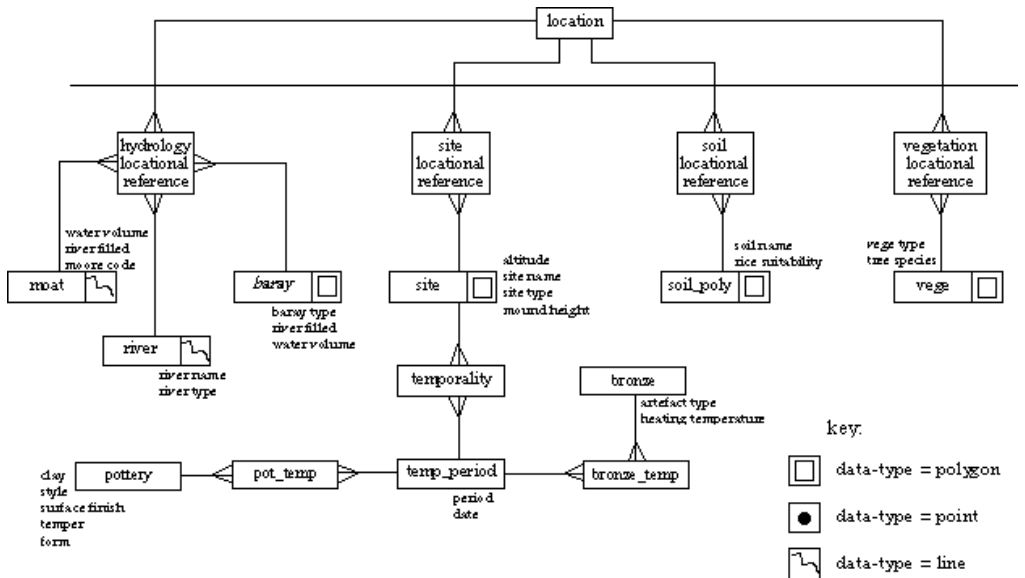 location
hydrology
locational
reference
site
locational
reference
soil
locational
reference
vegetation
locational
reference
water volume
river filled
moore code
moat
baray
baray type
river filled
water volume
river
river name
river type
altitude
site name
site type
mound height
site
soil name
rice suitability
soil_poly
vege type
tree species
vege
temporality
bronze
artefact type
heating temperature
pottery
clay
style
surface finish
temper
form
pot_temp
temp_period
period
date
bronze_temp
key:
data-type = polygon
data-type = point
data-type = line